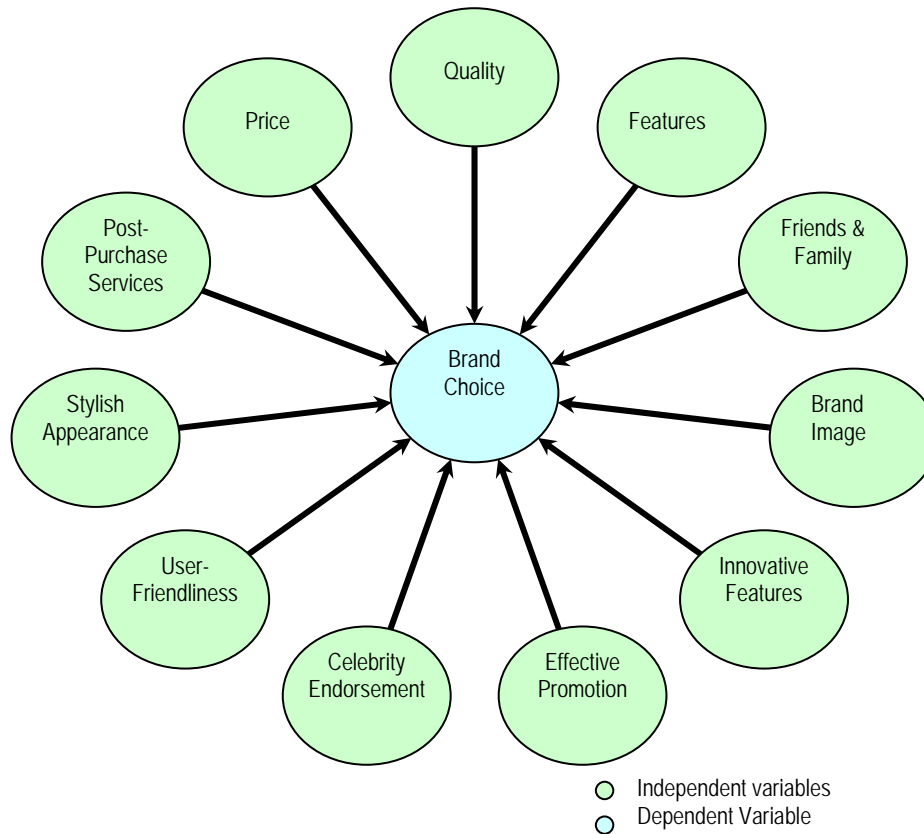 Quality
Price
Features
Post-
Purchase
Services
Friends &
Family
Brand
Choice
Stylish
Appearance
Brand
Image
User-
Friendliness
Innovative
Features
Celebrity
Endorsement
Effective
Promotion
Independent variables
Dependent Variable